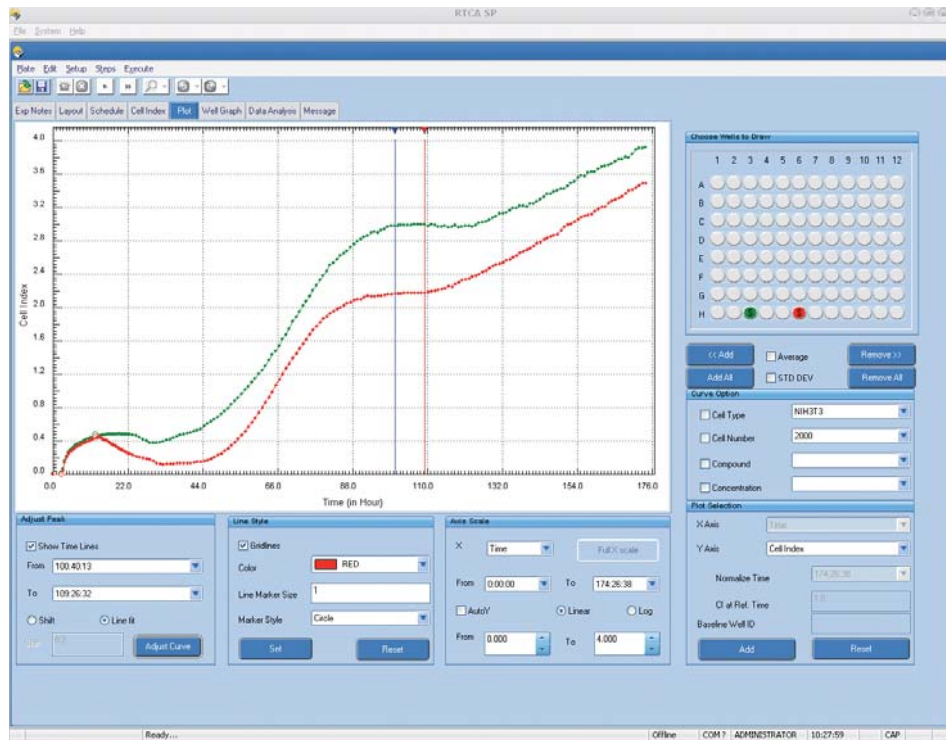 RTCA SP
File System Help
Plate Edit Setup Steps Execute
Exp Notes Layout Schedule Cell Index Plot Well Graph Data Analysis Message
4.0
3.6
3.2
2.8
2.4
2.0
1.6
1.2
0.8
0.4
0.0
Cell Index
0.0 22.0 44.0 66.0 88.0 110.0 132.0 154.0 176.0
Time (in Hour)
Choose Wells to Draw
1 2 3 4 5 6 7 8 9 10 11 12
A
B
C
D
E
F
G
H
<< Add Average Remove >>
Add All STD DEV Remove All
Curve Option
Cell Type NIH3T3
Cell Number 2000
Compound
Concentration
Plot Selection
X Axis Time
Y Axis Cell Index
Normalize Time 174:26:38
CI at Ref. Time 1.0
Baseline Well ID
Add Reset
Adjust Peak
Show Time Lines
From 100:40:13
To 109:26:32
Shift Line fit
0.2 Adjust Curve
Line Style
Gridlines
Color RED
Line Marker Size 1
Marker Style Circle
Set Reset
Axis Scale
X Time Full X scale
From 0:00:00 To 174:26:38
AutoY Linear Log
From 0.000 To 4.000
Ready... Offline COM ? ADMINISTRATOR 10:27:59 CAP